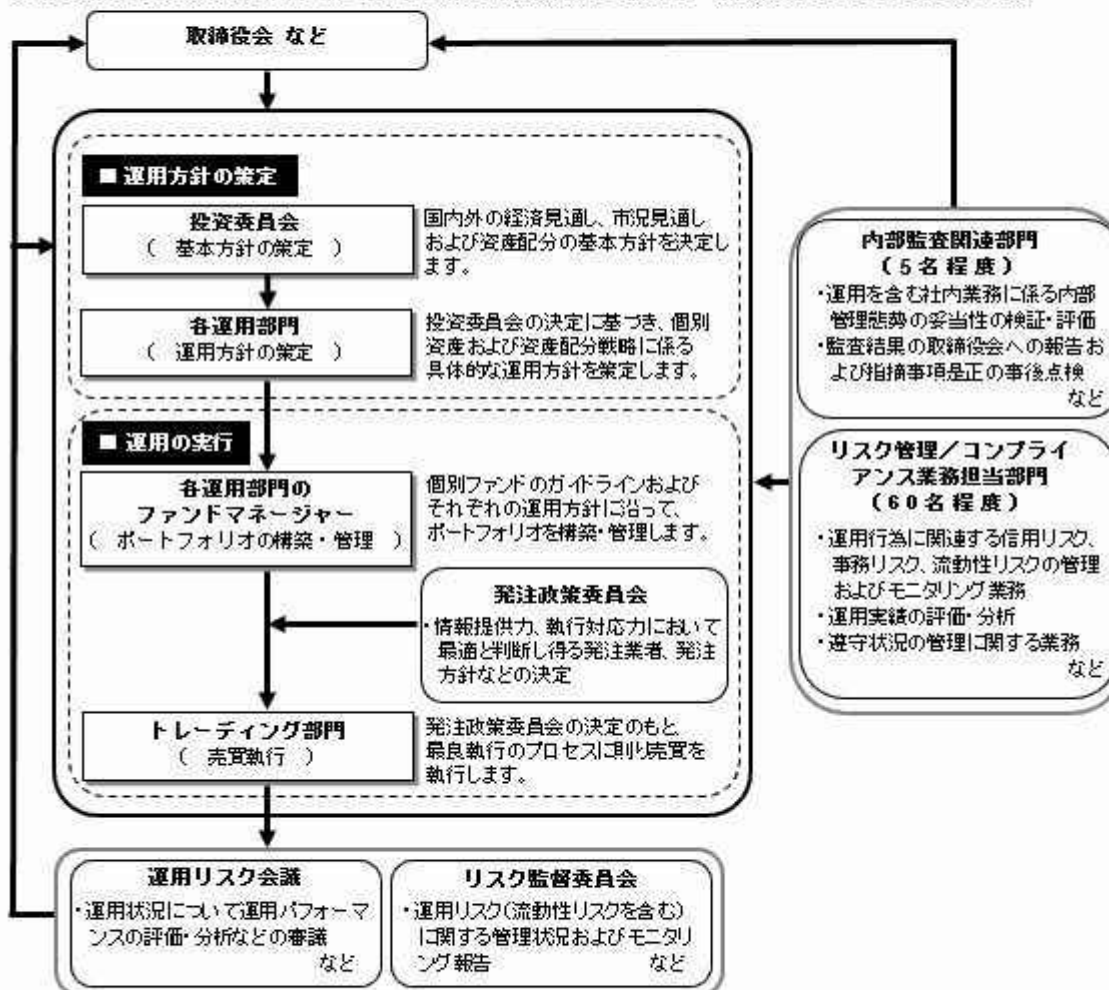 取締役会 など
■ 運用方針の策定
投資委員会
( 基本方針の策定 )
国内外の経済見通し、市況見通し
および資産配分の基本方針を決定し
ます。
各運用部門
( 運用方針の策定 )
投資委員会の決定に基づき、個別
資産および資産配分戦略に係る
具体的な運用方針を策定します。
■ 運用の実行
各運用部門の
ファンドマネージャー
( ポートフォリオの構築・管理 )
個別ファンドのガイドラインおよび
それぞれの運用方針に沿って、
ポートフォリオを構築・管理します。
発注政策委員会
・情報提供力、執行対応力において
最適と判断し得る発注業者、発注
方針などの決定
トレーディング部門
( 売買執行 )
発注政策委員会の決定のもと、
最良執行のプロセスに則り売買を
執行します。
内部監査関連部門
(5名程度)
・運用を含む社内業務に係る内部
管理態勢の妥当性の検証・評価
・監査結果の取締役会への報告お
よび指摘事項是正の事後点検
など
リスク管理/コンプライ
アンス業務担当部門
(60名程度)
・運用行為に関連する信用リスク、
事務リスク、流動性リスクの管理
およびモニタリング業務
・運用実績の評価・分析
・遵守状況の管理に関する業務
など
運用リスク会議
・運用状況について運用パフォーマ
ンスの評価・分析などの審議
など
リスク監督委員会
・運用リスク(流動性リスクを含む)
に関する管理状況およびモニタリ
ング報告 など